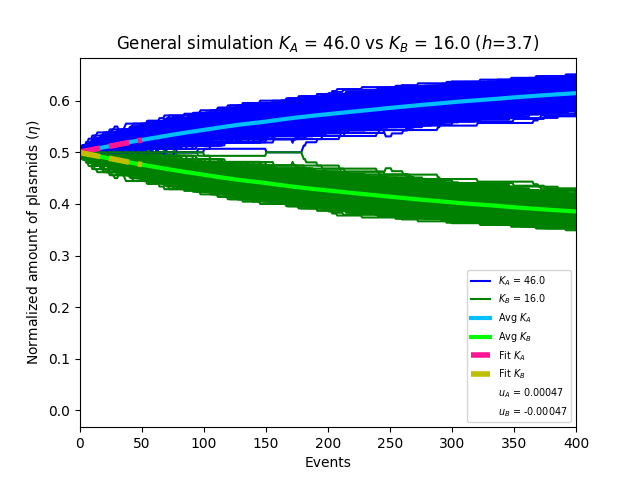 General simulation K_A = 46.0 vs K_B = 16.0 (h=3.7)
Normalized amount of plasmids (η)
0.6
0.5
0.4
0.3
0.2
0.1
0.0
K_A = 46.0
K_B = 16.0
Avg K_A
Avg K_B
Fit K_A
Fit K_B
u_A = 0.00047
u_B = -0.00047
0 50 100 150 200 250 300 350 400
Events